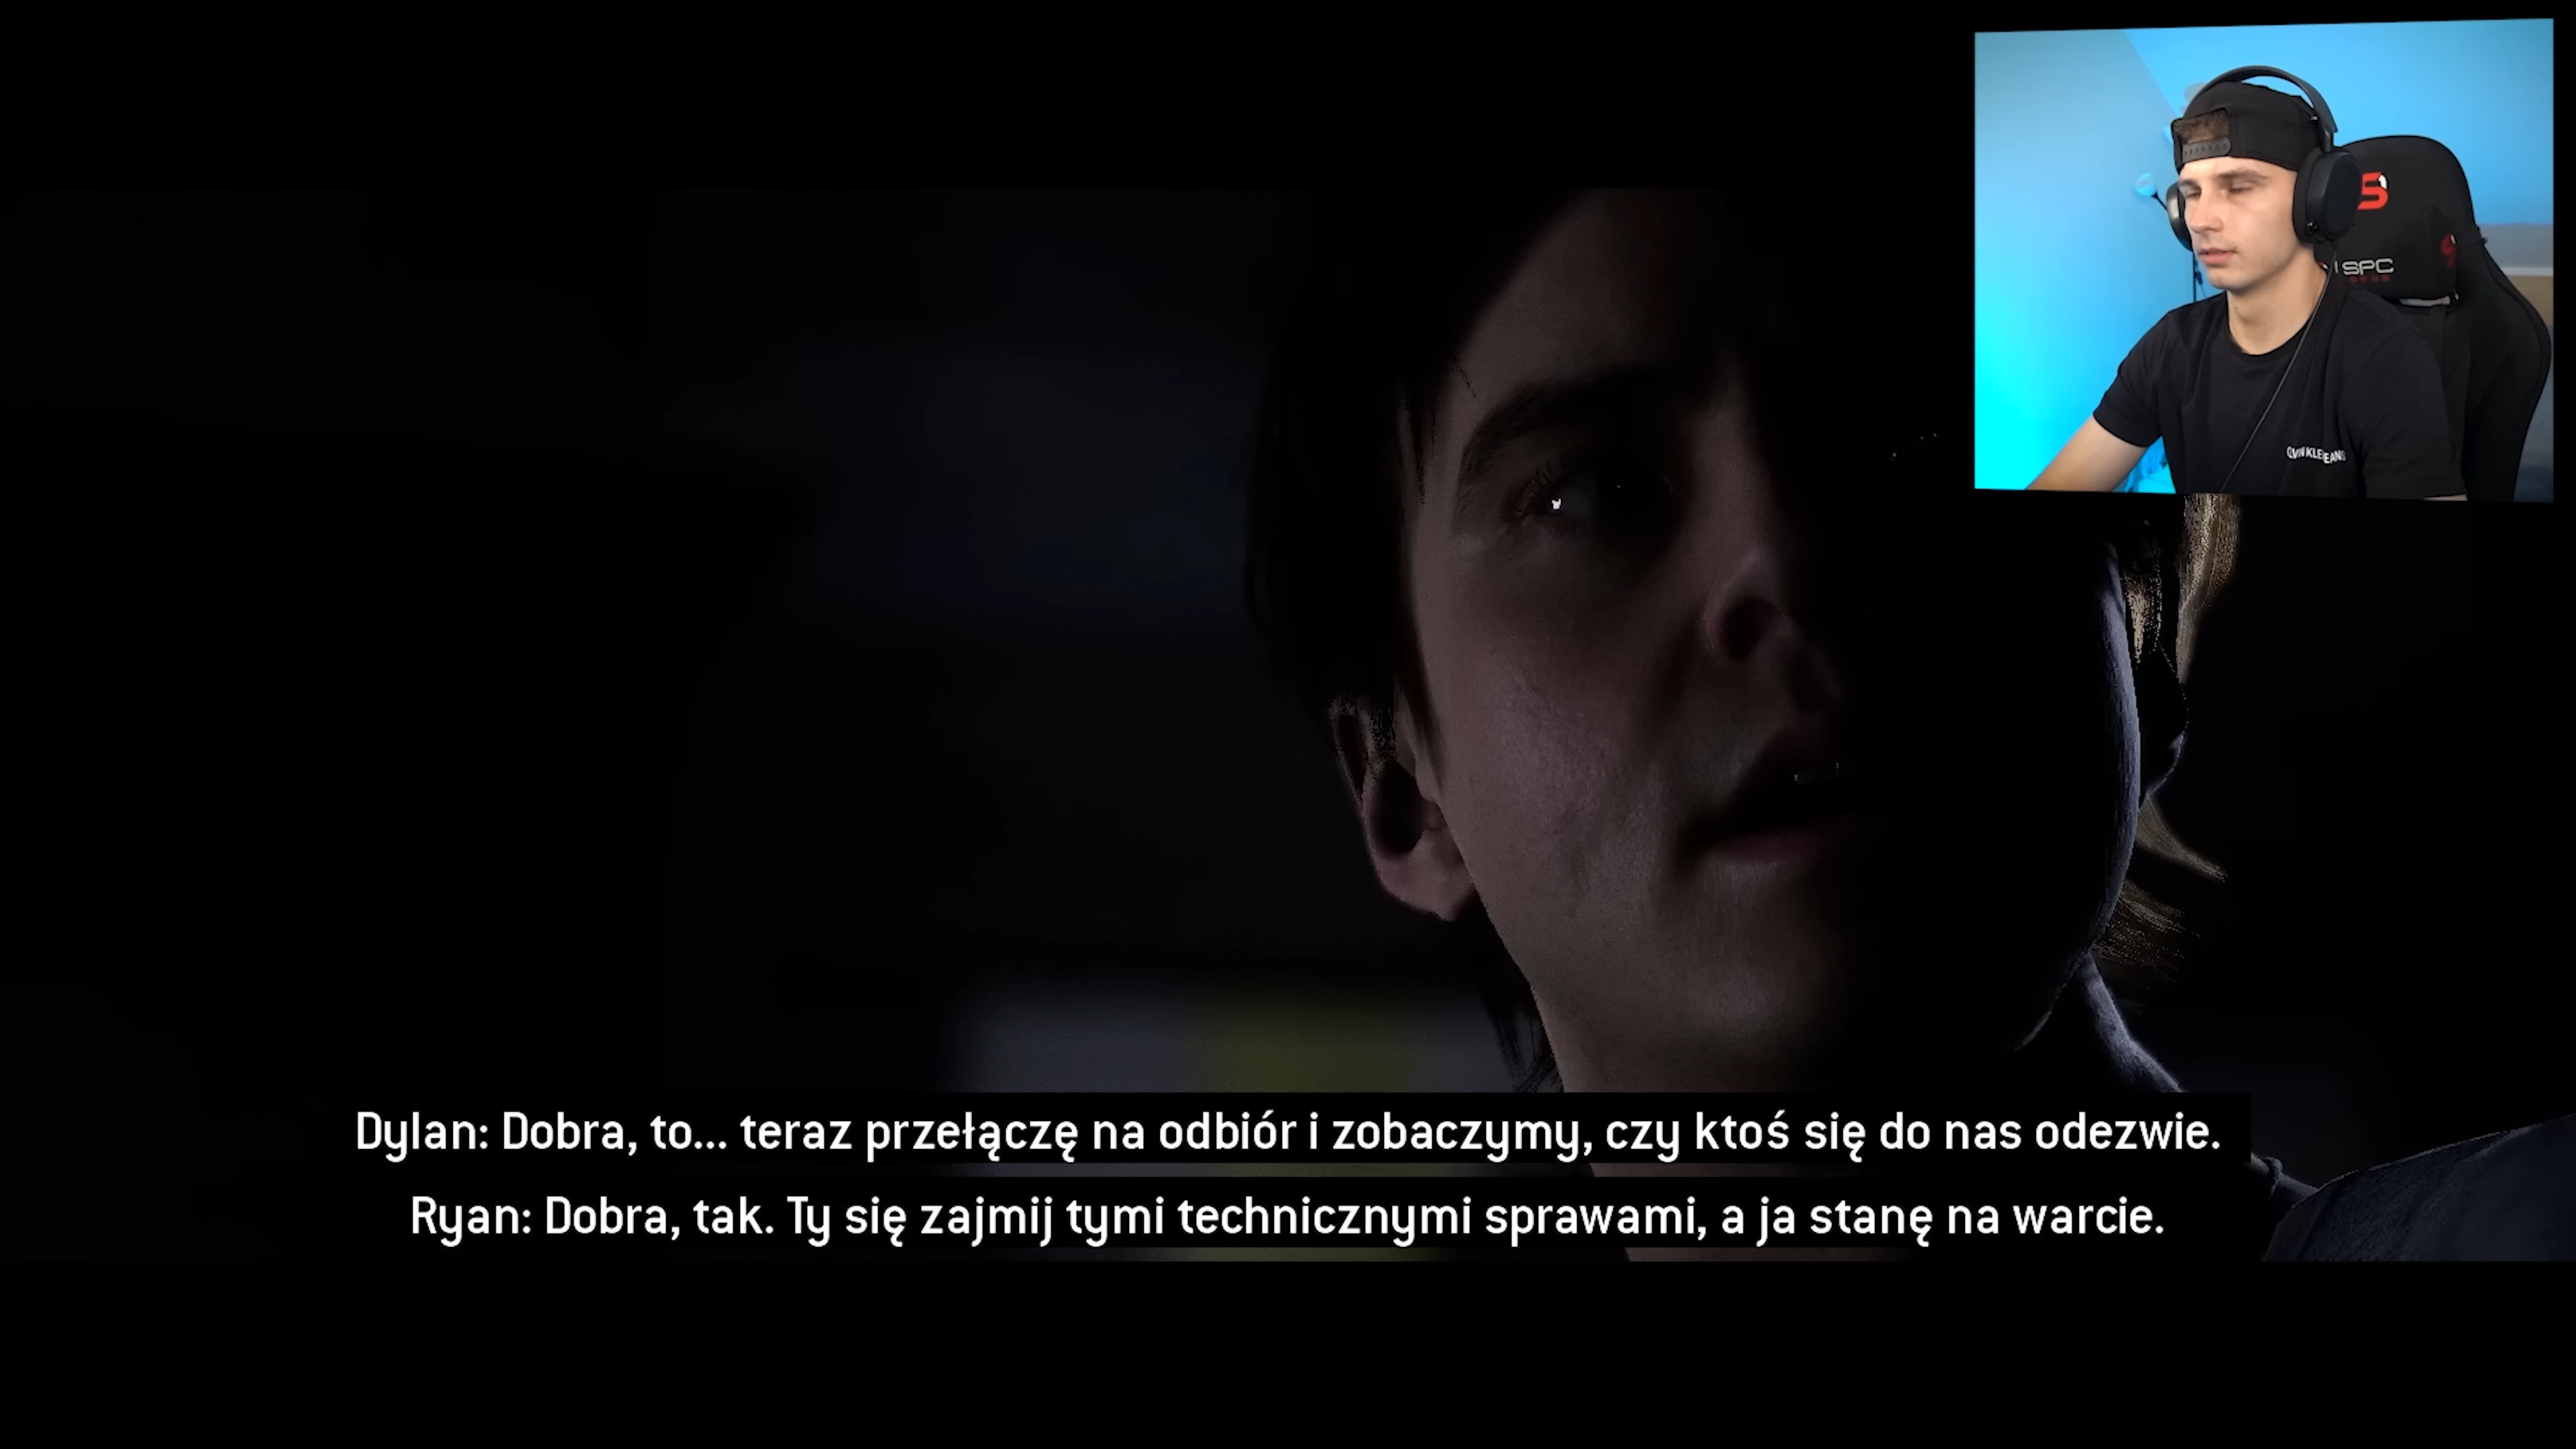 SPC
Dylan: Dobra, to... teraz przełączę na odbiór i zobaczymy, czy ktoś się do nas odezwie.
Ryan: Dobra, tak. Ty się zajmij tymi technicznymi sprawami, a ja stanę na warcie.